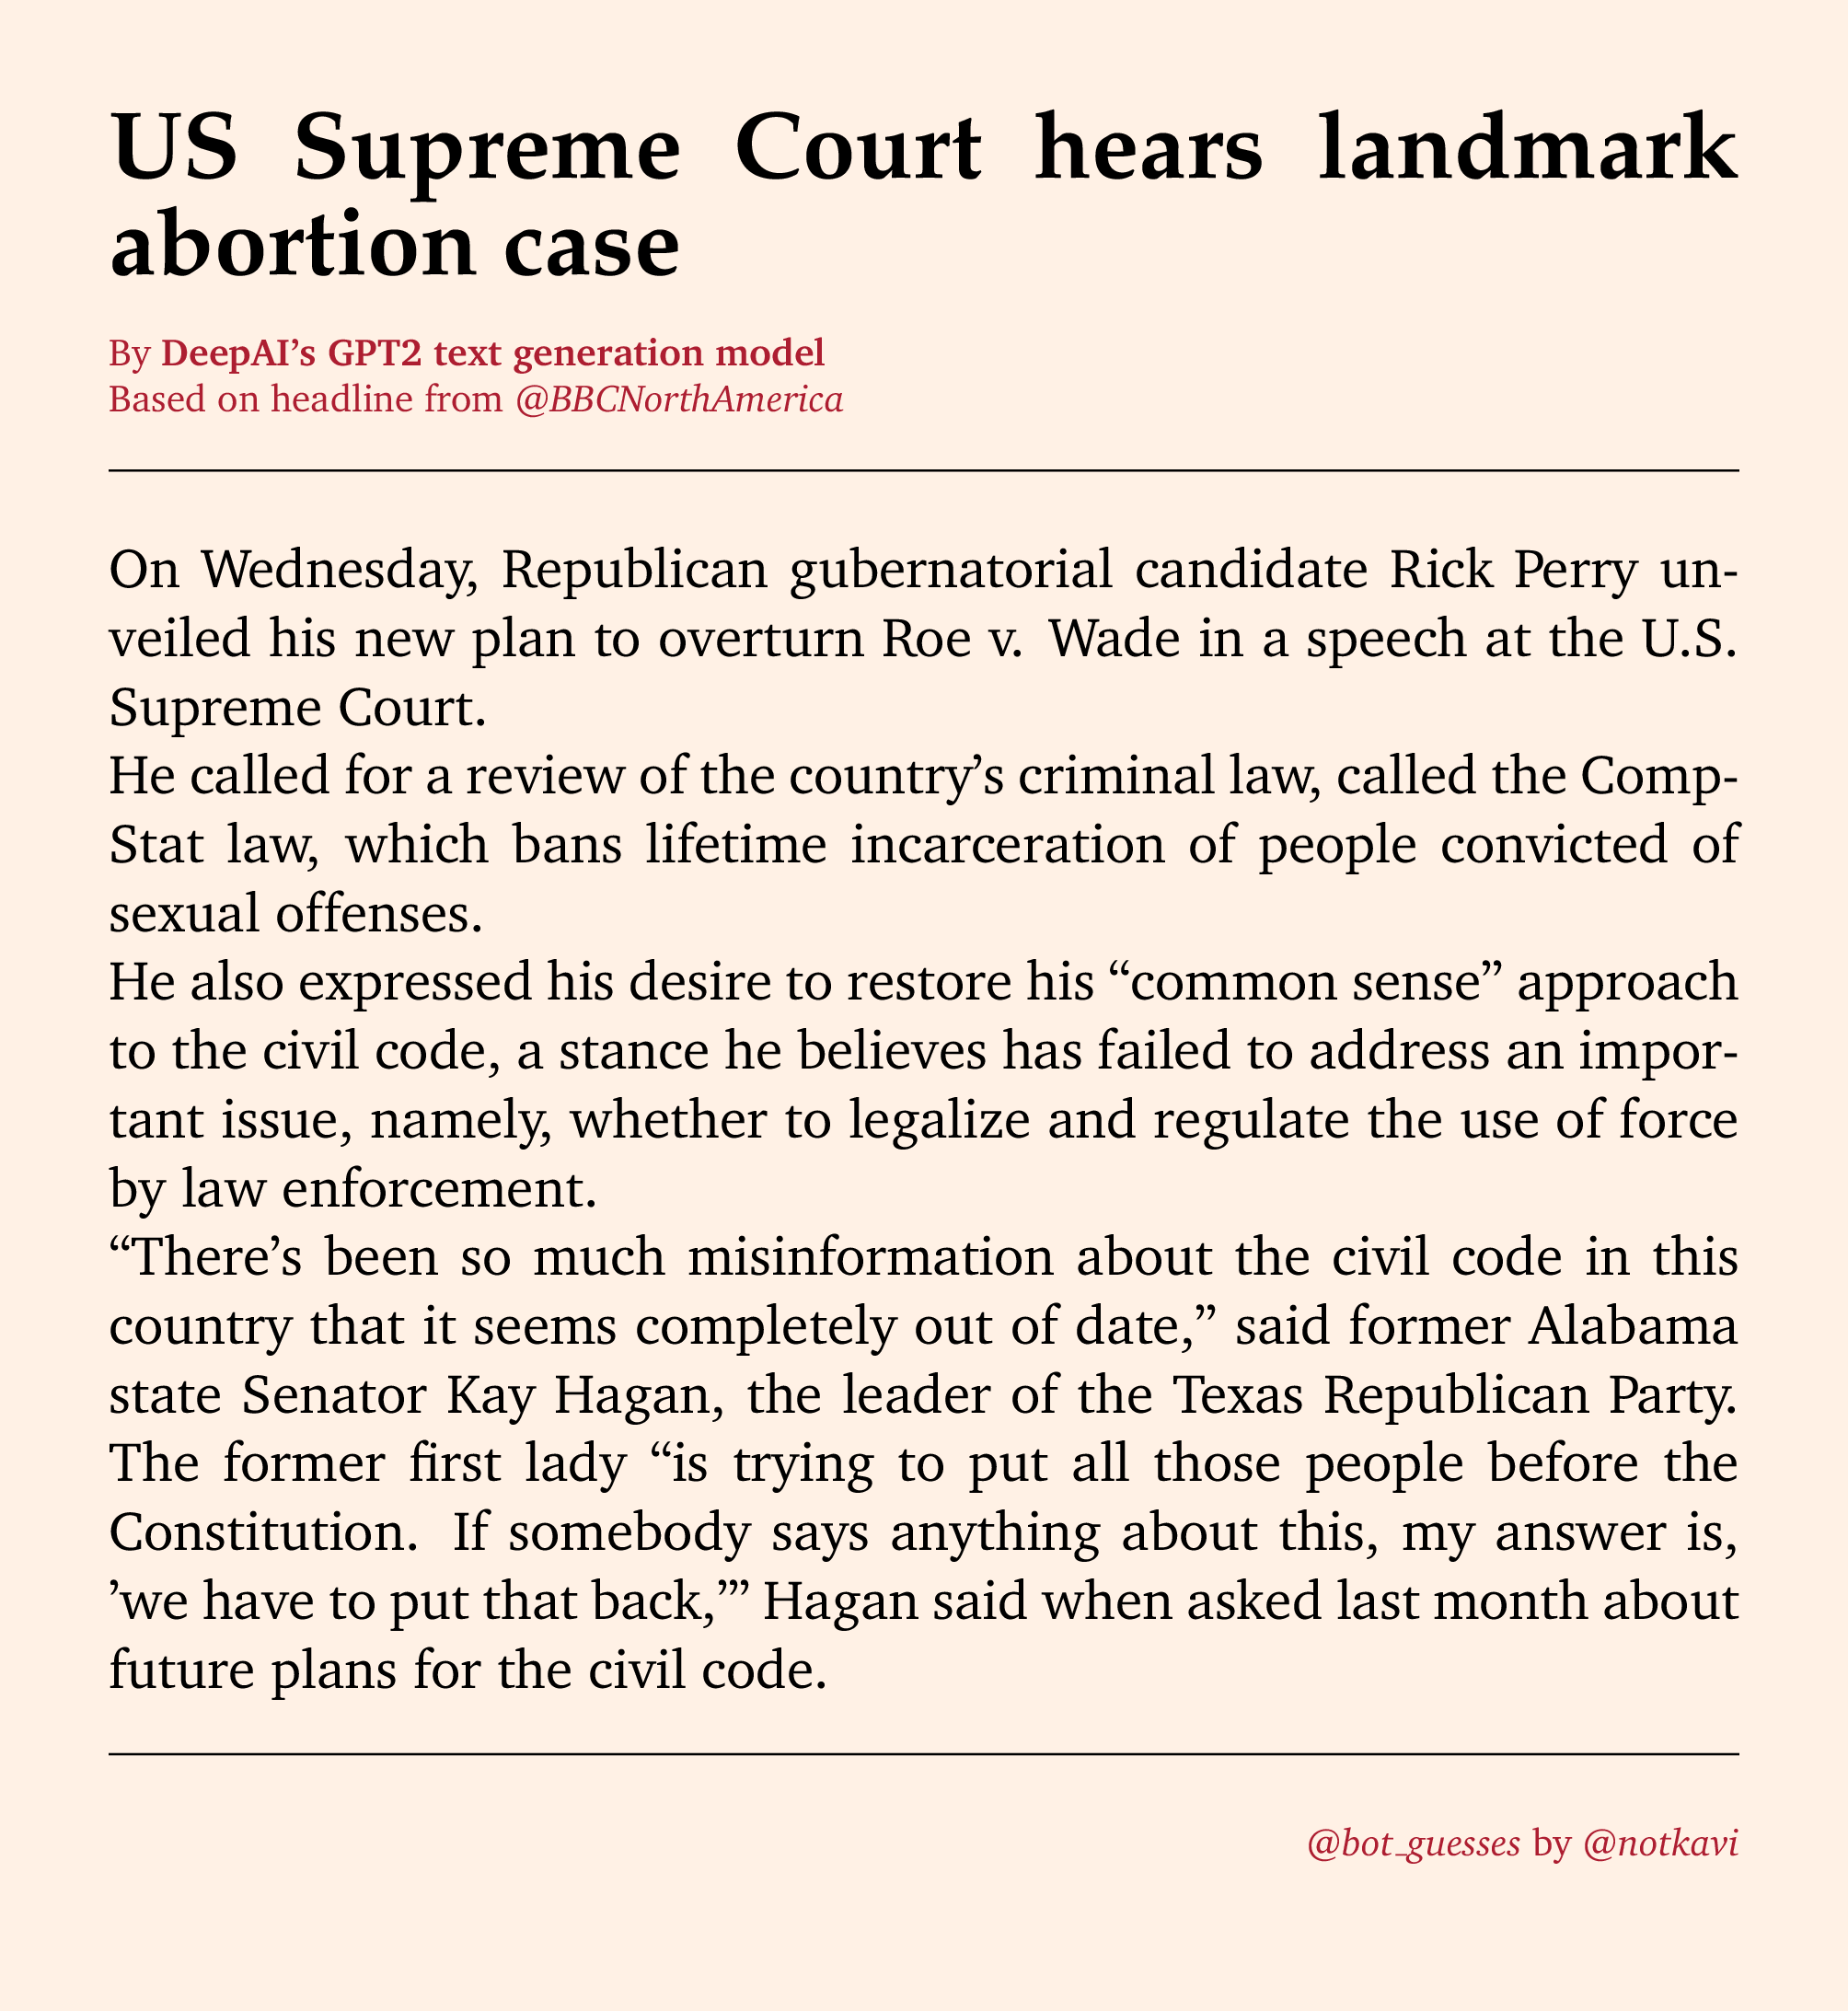 US Supreme Court hears landmark
abortion case
By DeepAI’s GPT2 text generation model
Based on headline from @BBCNorthAmerica
On Wednesday, Republican gubernatorial candidate Rick Perry un-
veiled his new plan to overturn Roe v. Wade in a speech at the U.S.
Supreme Court.
He called for a review of the country’s criminal law, called the Comp-
Stat law, which bans lifetime incarceration of people convicted of
sexual offenses.
He also expressed his desire to restore his “common sense” approach
to the civil code, a stance he believes has failed to address an impor-
tant issue, namely, whether to legalize and regulate the use of force
by law enforcement.
“There’s been so much misinformation about the civil code in this
country that it seems completely out of date,” said former Alabama
state Senator Kay Hagan, the leader of the Texas Republican Party.
The former first lady “is trying to put all those people before the
Constitution. If somebody says anything about this, my answer is,
’we have to put that back,’” Hagan said when asked last month about
future plans for the civil code.
@bot_guesses by @notkavi